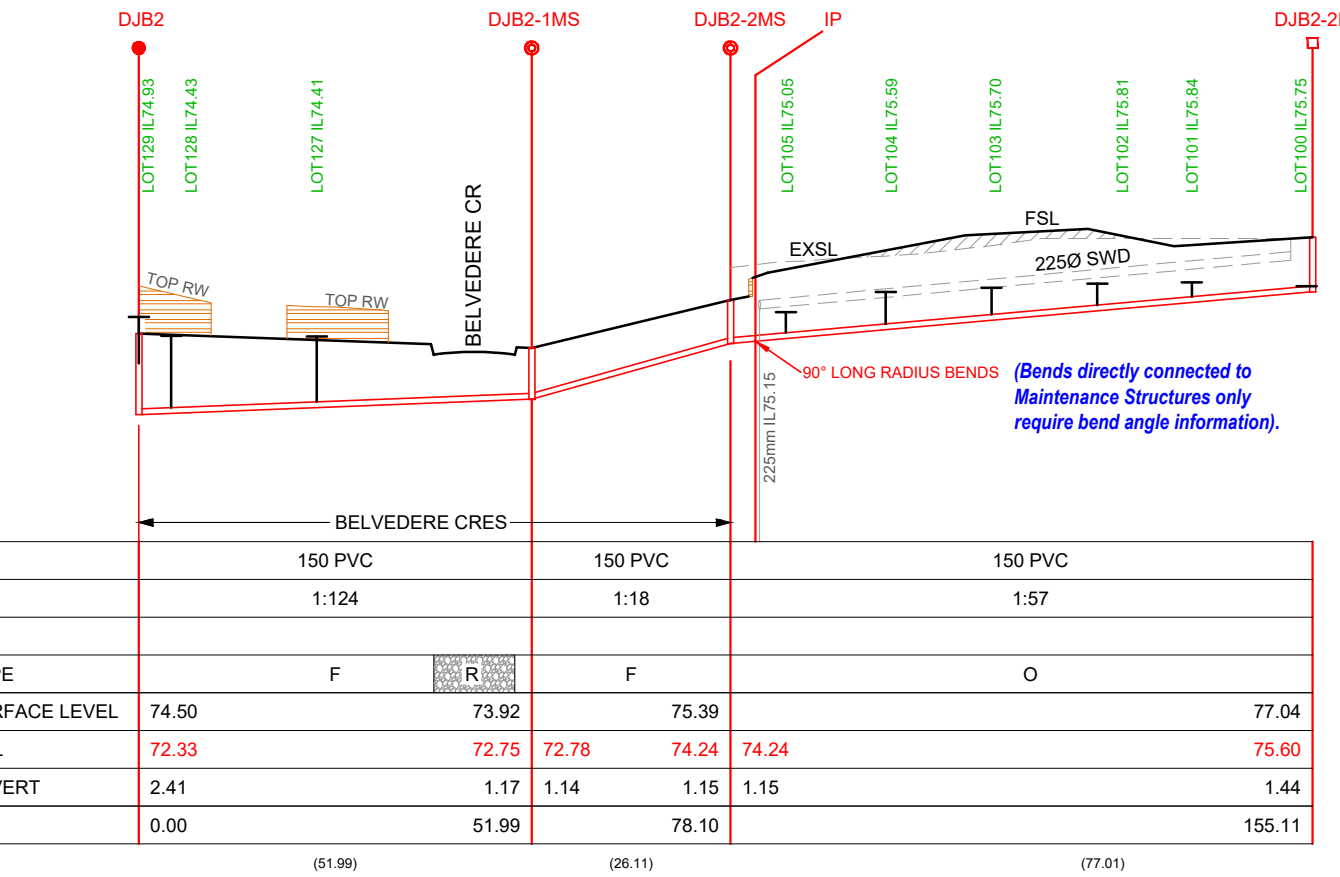 DJB2
DJB2-1MS
DJB2-2MS
IP
DJB2-2
LOT129 IL74.93
LOT128 IL74.43
LOT127 IL74.41
BELVEDERE CR
LOT105 IL75.05
LOT104 IL75.59
LOT103 IL75.70
LOT102 IL75.81
LOT101 IL75.84
LOT100 IL75.75
TOP RW
TOP RW
EXSL
FSL
225Ø SWD
90° LONG RADIUS BENDS
(Bends directly connected to
Maintenance Structures only
require bend angle information).
225mm IL75.15
BELVEDERE CRES
150 PVC 150 PVC 150 PVC
1:124 1:18 1:57
PE F R F O
RFACE LEVEL 74.50 73.92 75.39 77.04
L 72.33 72.75 72.78 74.24 74.24 75.60
VERT 2.41 1.17 1.14 1.15 1.15 1.44
0.00 51.99 78.10 155.11
(51.99) (26.11) (77.01)